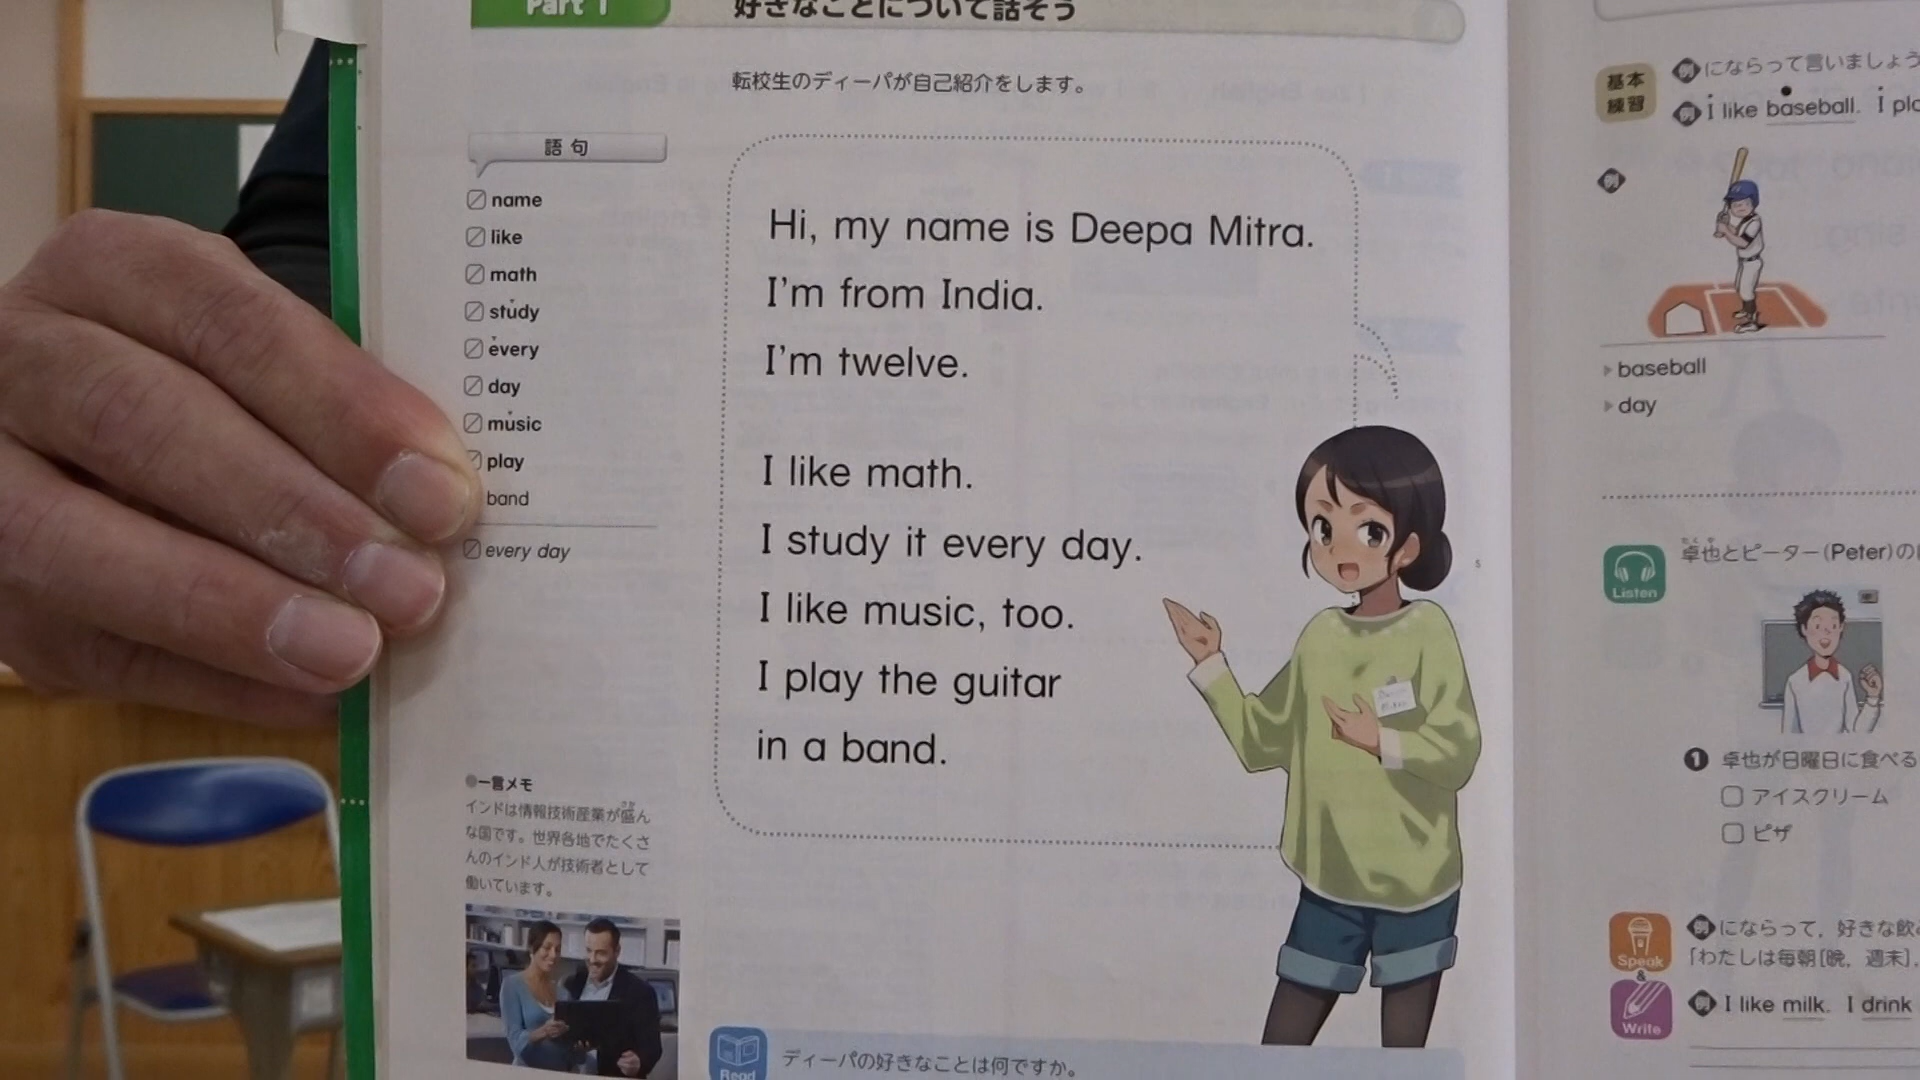 Part 1
好きなことについて話そう
転校生のディーパが自己紹介をします。
語句
name
like
math
study
every
day
music
play
band
every day
Hi, my name is Deepa Mitra.
I'm from India.
I'm twelve.
I like math.
I study it every day.
I like music, too.
I play the guitar
in a band.
一言メモ
インドは情報技術産業が盛ん
な国です。世界各地でたくさ
んのインド人が技術者として
働いています。
Read
ディーパの好きなことは何ですか。
基本
練習
例 にならって言いましょう
例 I like baseball. I pla
例
baseball
day
Listen
卓也とピーター(Peter)の
1 卓也が日曜日に食べる
アイスクリーム
ピザ
Speak
&
Write
例 にならって，好きな飲
「わたしは毎朝[晩，週末]，
例 I like milk. I drink